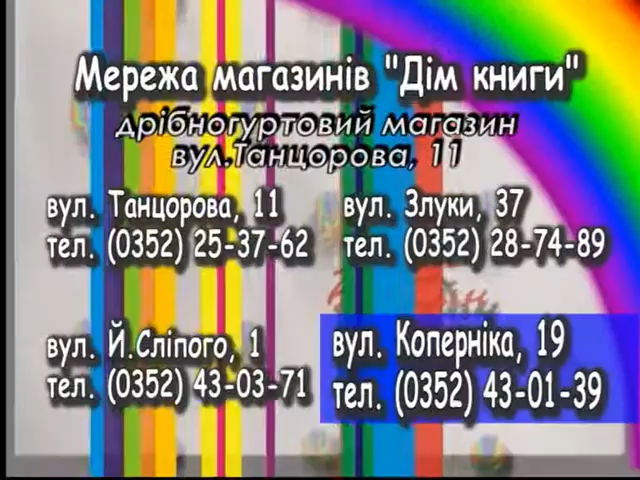 Мережа магазинів "Дім книги"
дрібногуртовий магазин
вул.Танцорова, 11
вул. Танцорова, 11
тел. (0352) 25-37-62
вул. Злуки, 37
тел. (0352) 28-74-89
вул. Й.Сліпого, 1
тел. (0352) 43-03-71
вул. Коперніка, 19
тел. (0352) 43-01-39